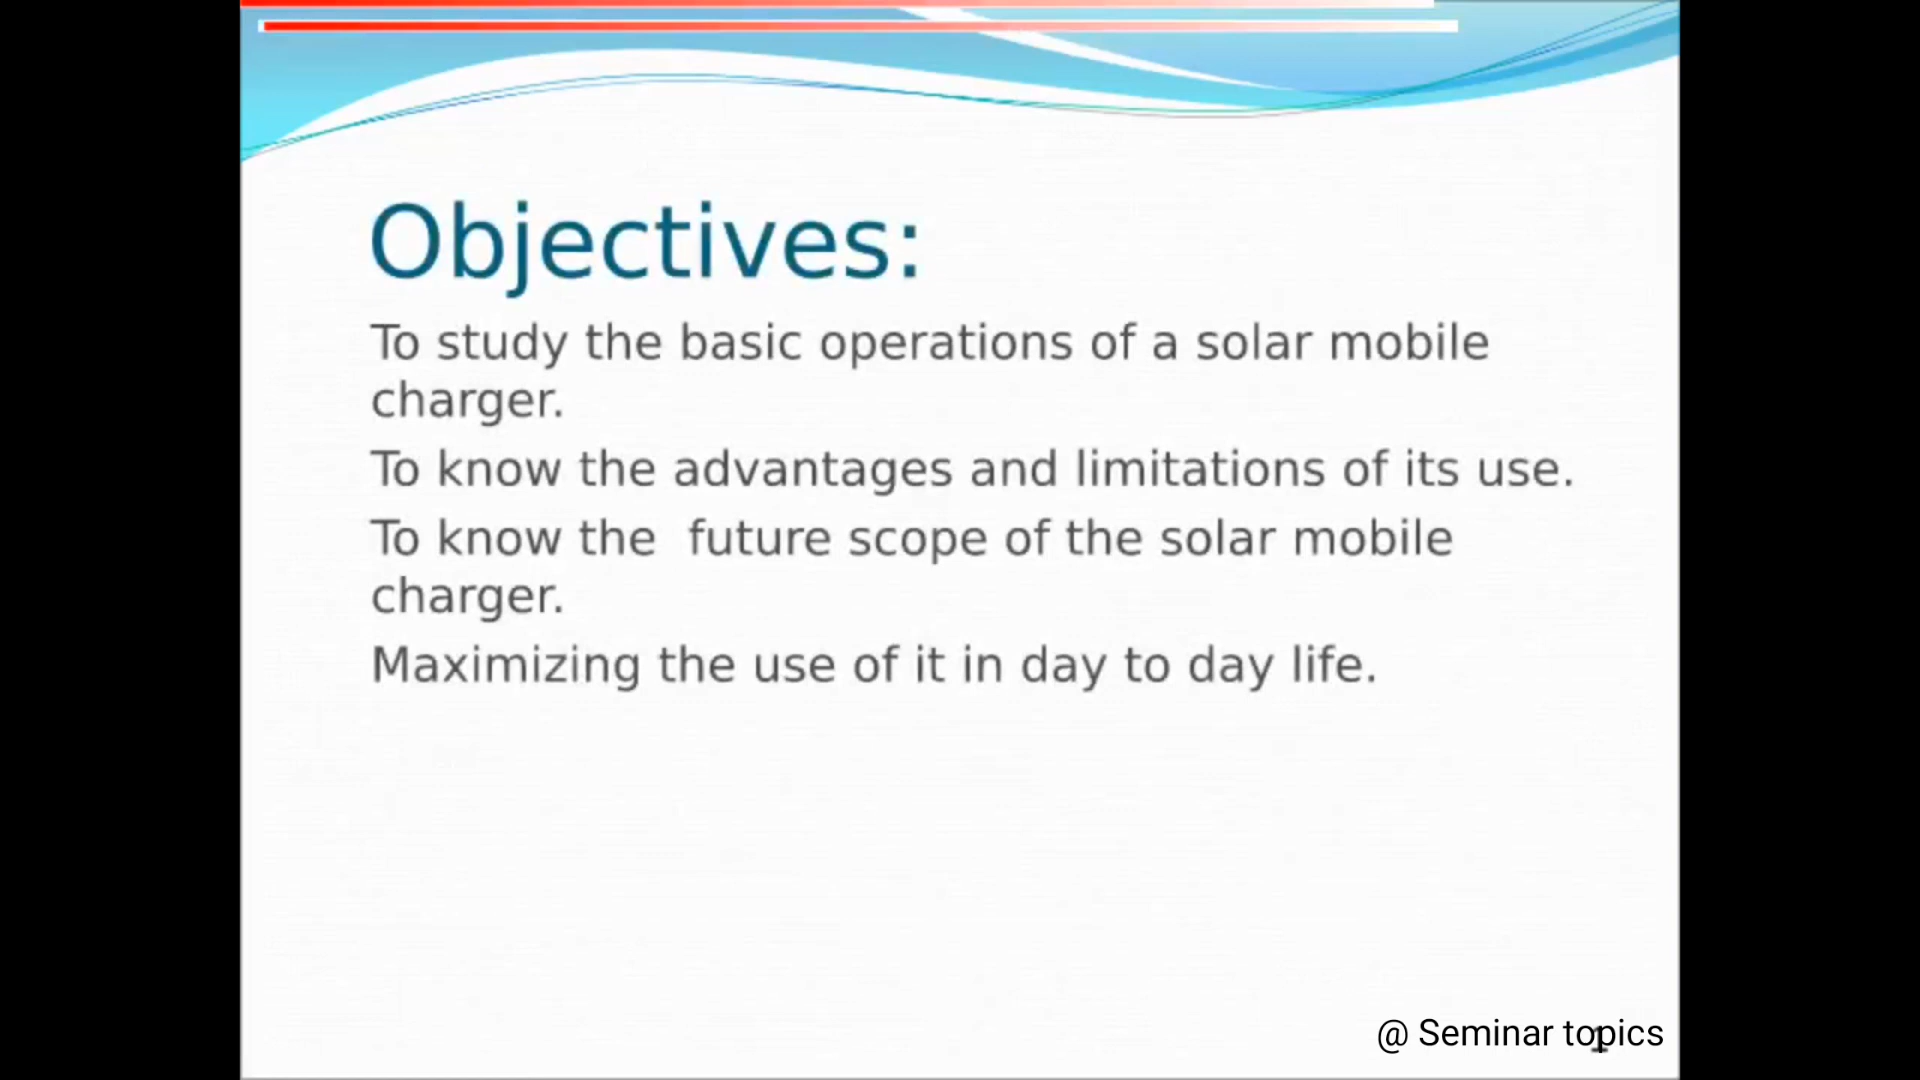 Objectives:
To study the basic operations of a solar mobile
charger.
To know the advantages and limitations of its use.
To know the  future scope of the solar mobile
charger.
Maximizing the use of it in day to day life.
@ Seminar topics